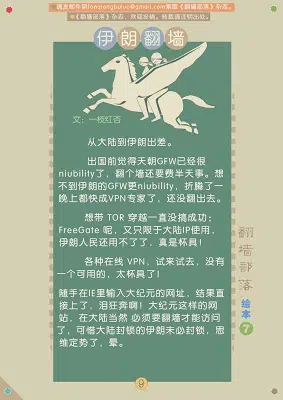 ※请发邮件到fanqiangbuluo@gmail.com索取《翻墙部落》杂志。
※《翻墙部落》杂志，欢迎投稿。转载请注明出处。
伊朗翻墙
文：一枝红杏
从大陆到伊朗出差。
出国前觉得天朝GFW已经很
niubility了，翻个墙还要费半天事。想
不到伊朗的GFW更niubility，折腾了一
晚上都快成VPN专家了，还没翻出去。
想带 TOR 穿越一直没搞成功；
FreeGate 呢，又只限于大陆IP使用，
伊朗人民还用不了了，真是杯具！
各种在线 VPN，试来试去，没有
一个可用的，太杯具了！
随手在IE里输入大纪元的网址，结果直
接上了，泪狂奔啊！大纪元这样的网
站，在大陆当然 必须要翻墙才能访问
了，可惜大陆封锁的伊朗未必封锁，思
维定势了，晕。
翻墙部落
绘本
7
9